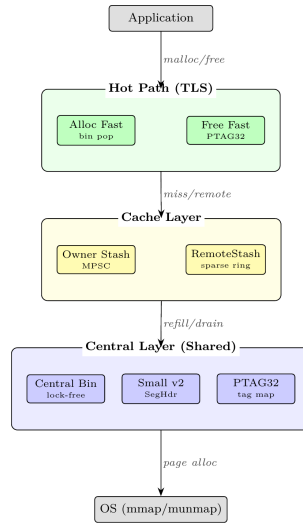 Application
malloc/free
Hot Path (TLS)
Alloc Fast
bin pop
Free Fast
PTAG32
miss/remote
Cache Layer
Owner Stash
MPSC
RemoteStash
sparse ring
refill/drain
Central Layer (Shared)
Central Bin
lock-free
Small v2
SegHdr
PTAG32
tag map
page alloc
OS (mmap/munmap)